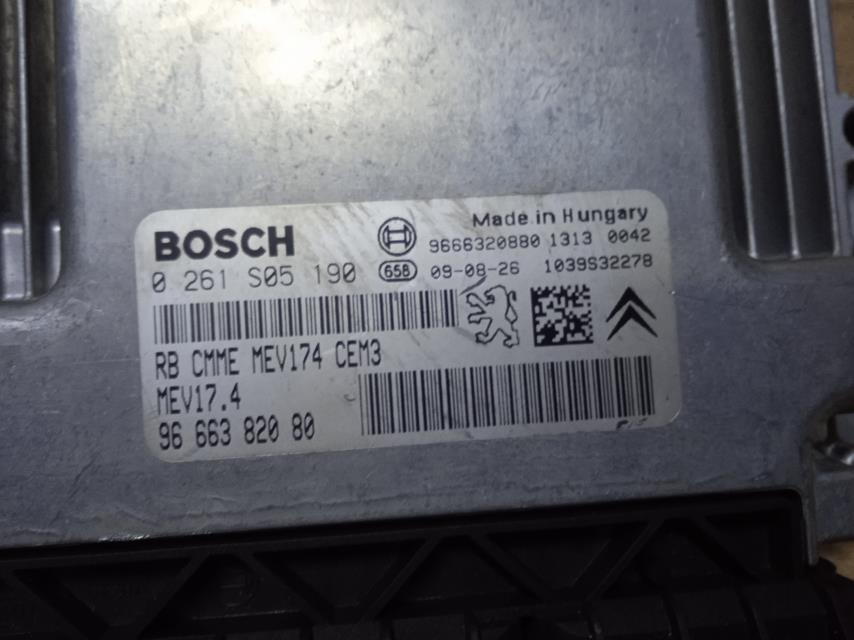 Made in Hungary
BOSCH
9666320880 1313 0042
0 261 S05 190
658
09-08-26 1039S32278
RB CMME MEV174 CEM3
MEV17.4
96 663 820 80